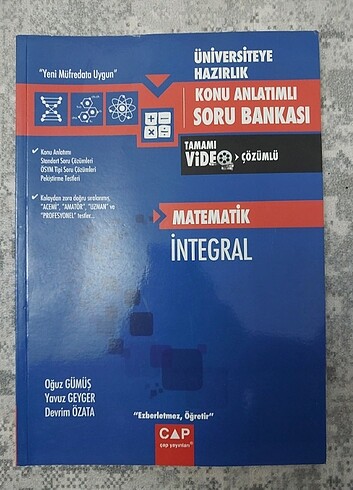 ÜNİVERSİTEYE
HAZIRLIK
"Yeni Müfredata Uygun"
KONU ANLATIMLI
SORU BANKASI
TAMAMI
VİDEO ÇÖZÜMLÜ
Konu Anlatımı
Standart Soru Çözümleri
ÖSYM Tipi Soru Çözümleri
Pekiştirme Testleri
Kolaydan zora doğru sıralanmış,
"ACEMİ", "AMATÖR", "UZMAN" ve
"PROFESYONEL" testler...
MATEMATİK
İNTEGRAL
Oğuz GÜMÜŞ
Yavuz GEYGER
Devrim ÖZATA
"Ezberletmez, Öğretir"
ÇAP
çap yayınları